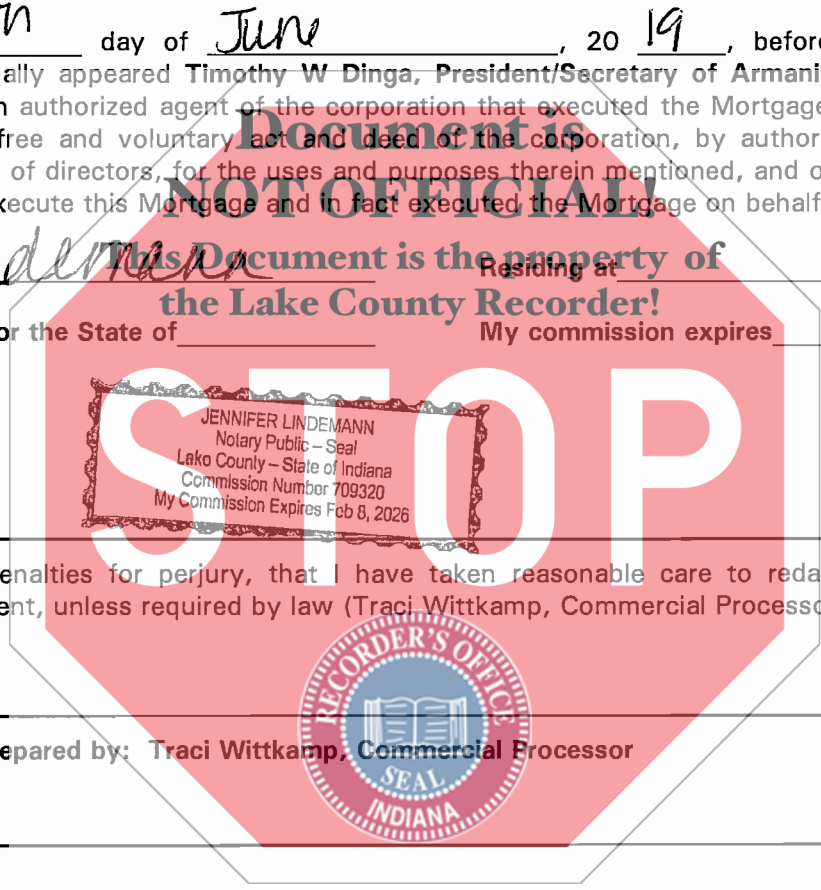 day of June, 20 19, before
ally appeared Timothy W Dinga, President/Secretary of Armani
authorized agent of the corporation that executed the Mortgage
free and voluntary act and deed of the corporation, by author
of directors, for the uses and purposes therein mentioned, and o
xecute this Mortgage and in fact executed the Mortgage on behalf
Document is
NOT OFFICIAL!
This Document is the property of
the Lake County Recorder!
demann Residing at
or the State of My commission expires
STOP
JENNIFER LINDEMANN
Notary Public – Seal
Lake County – State of Indiana
Commission Number 709320
My Commission Expires Feb 8, 2026
enalties for perjury, that I have taken reasonable care to reda
ent, unless required by law (Traci Wittkamp, Commercial Processo
RECORDER'S OFFICE
SEAL
INDIANA
epared by: Traci Wittkamp, Commercial Processor